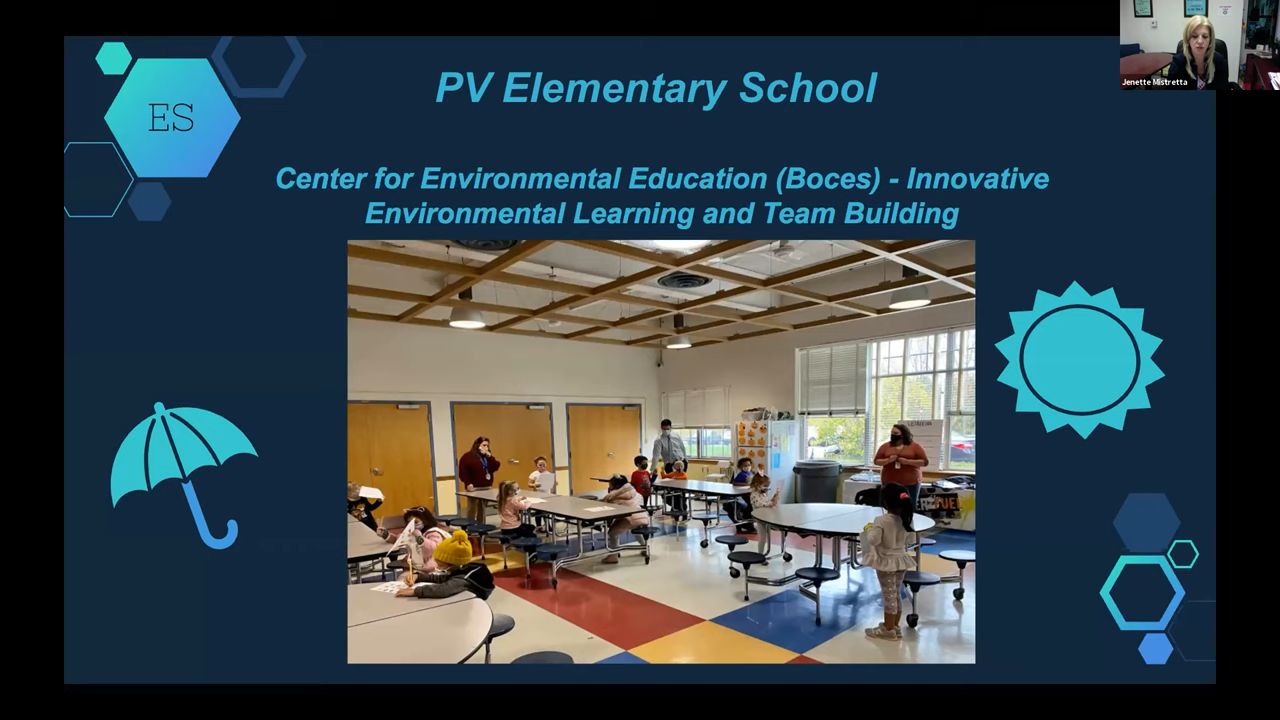 ES
PV Elementary School
Center for Environmental Education (Boces) - Innovative
Environmental Learning and Team Building
Jenette Mistretta